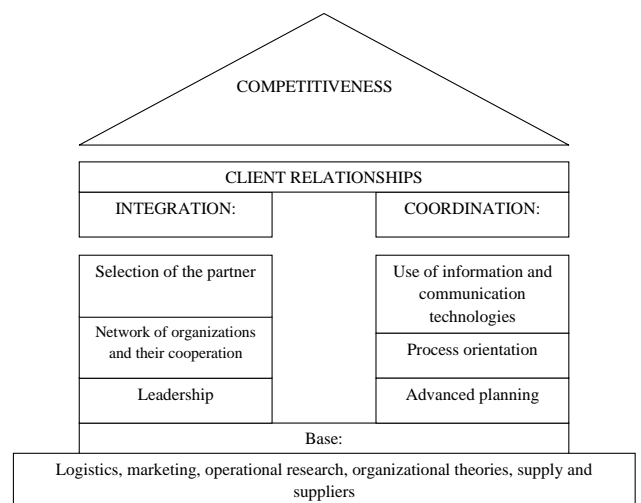 COMPETITIVENESS
CLIENT RELATIONSHIPS
INTEGRATION:
COORDINATION:
Selection of the partner
Network of organizations
and their cooperation
Leadership
Use of information and
communication
technologies
Process orientation
Advanced planning
Base:
Logistics, marketing, operational research, organizational theories, supply and
suppliers